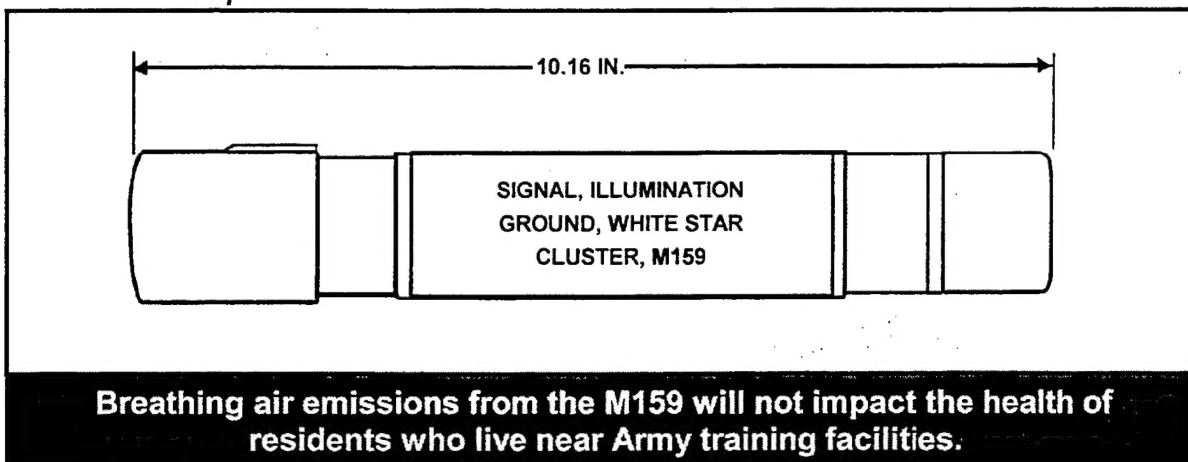 10.16 IN.
SIGNAL, ILLUMINATION
GROUND, WHITE STAR
CLUSTER, M159
Breathing air emissions from the M159 will not impact the health of
residents who live near Army training facilities.